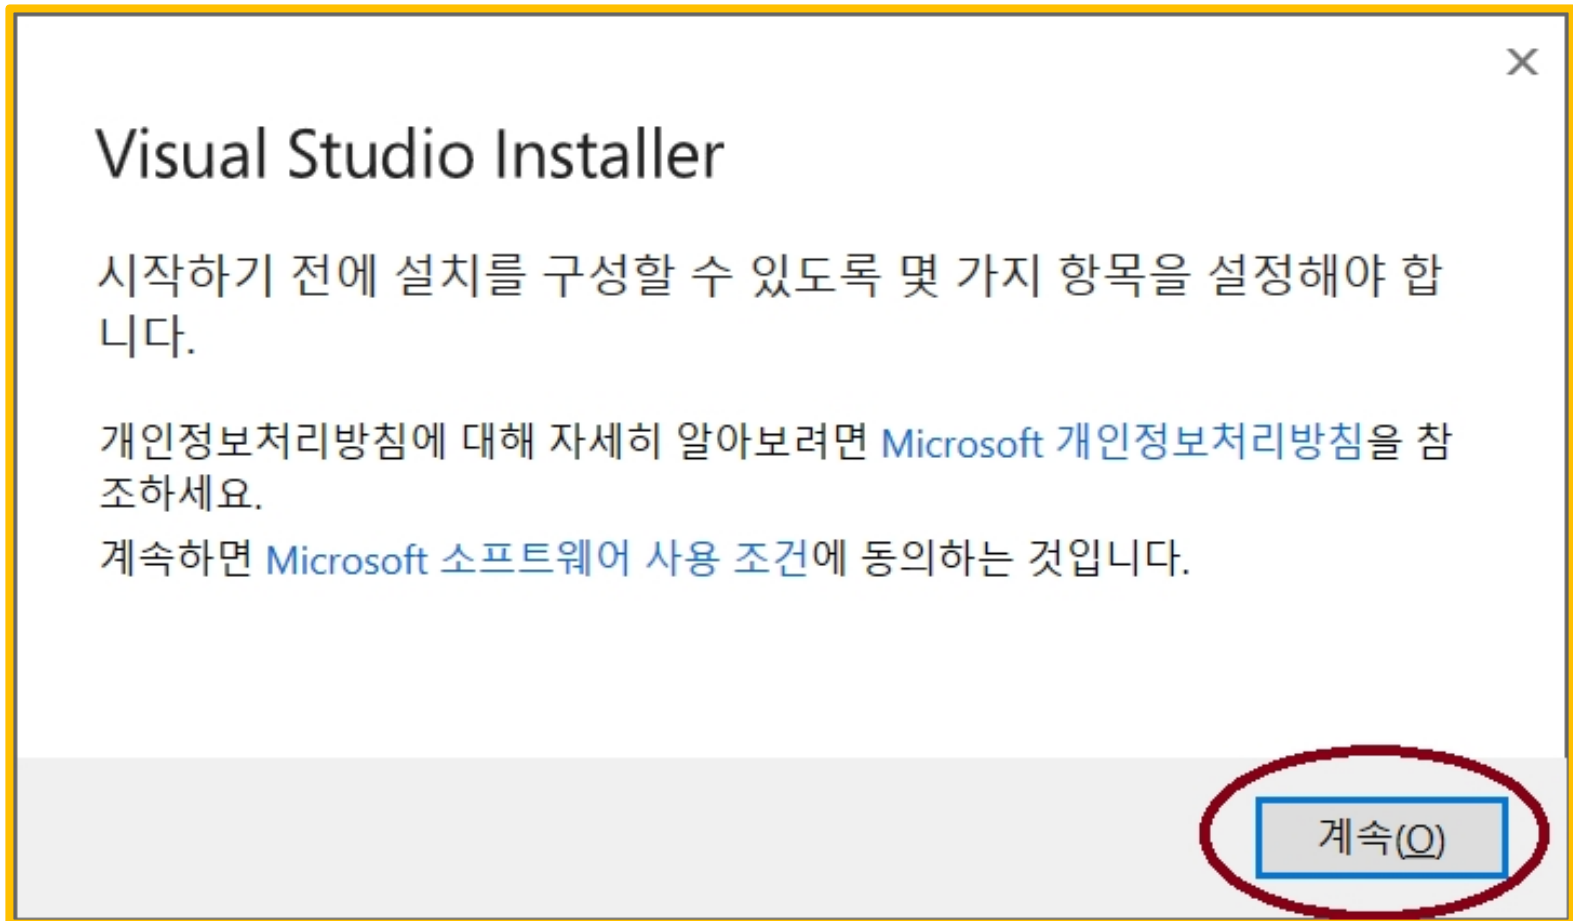 Visual Studio Installer
시작하기 전에 설치를 구성할 수 있도록 몇 가지 항목을 설정해야 합
니다.
개인정보처리방침에 대해 자세히 알아보려면 Microsoft 개인정보처리방침을 참
조하세요.
계속하면 Microsoft 소프트웨어 사용 조건에 동의하는 것입니다.
계속(O)